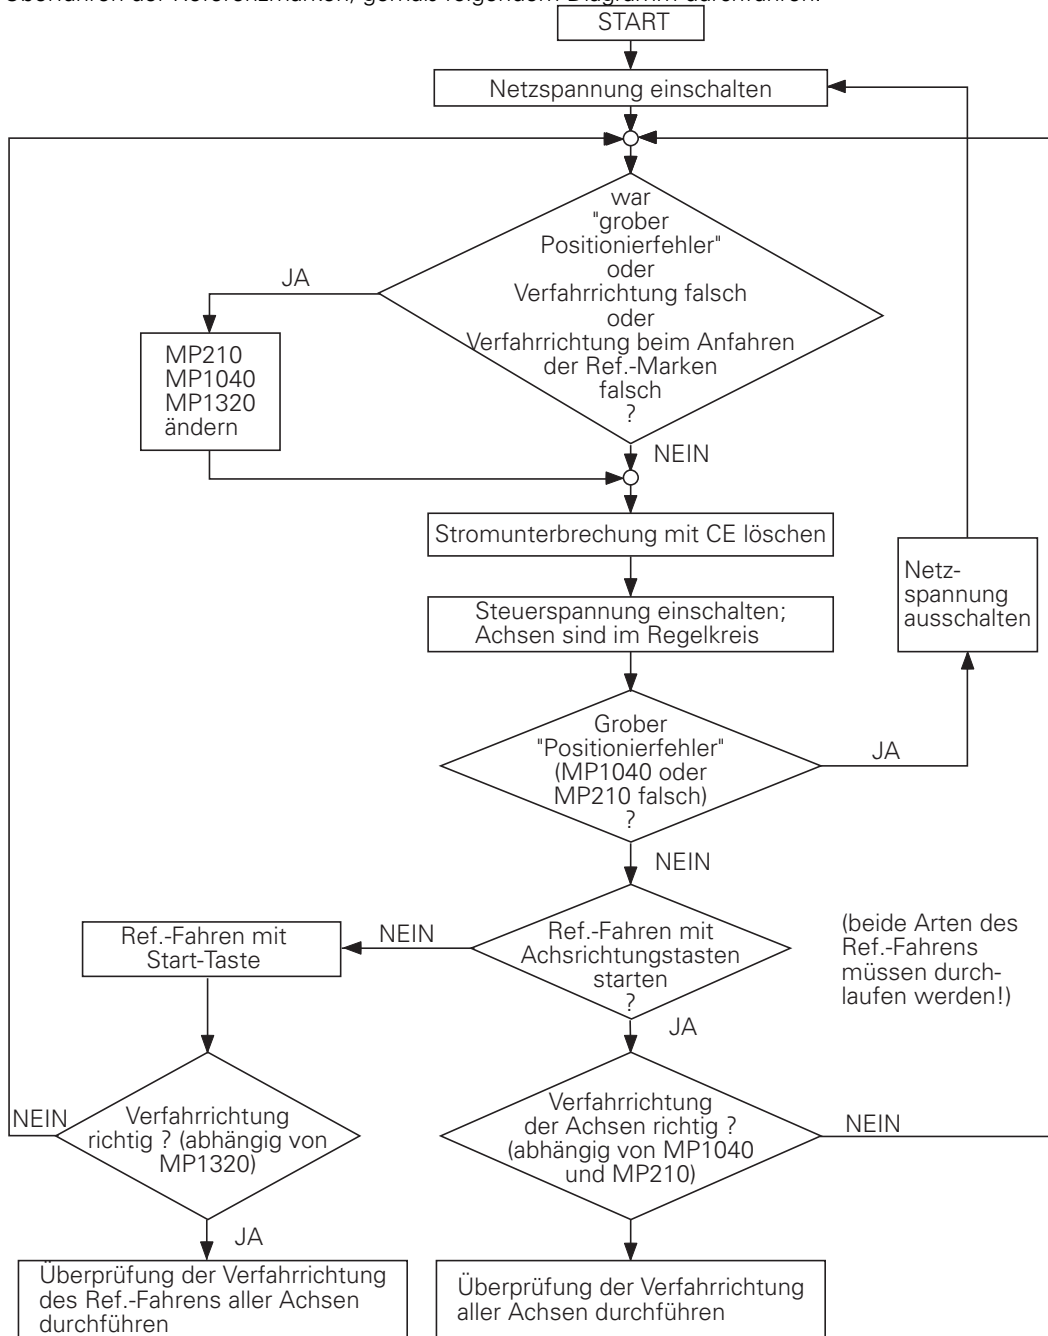 Überfahren der Referenzmarken, gemäß folgendem Diagramm durchführen:
START
Netzspannung einschalten
war
"grober
Positionierfehler"
oder
Verfahrrichtung falsch
oder
Verfahrrichtung beim Anfahren
der Ref.-Marken
falsch
?
JA
MP210
MP1040
MP1320
ändern
NEIN
Stromunterbrechung mit CE löschen
Steuerspannung einschalten;
Achsen sind im Regelkreis
Netz-
spannung
ausschalten
Grober
"Positionierfehler"
(MP1040 oder
MP210 falsch)
?
JA
NEIN
Ref.-Fahren mit
Achsrichtungstasten
starten
?
NEIN
Ref.-Fahren mit
Start-Taste
(beide Arten des
Ref.-Fahrens
müssen durch-
laufen werden!)
JA
Verfahrrichtung
richtig ? (abhängig von
MP1320)
NEIN
Verfahrrichtung
der Achsen richtig ?
(abhängig von MP1040
und MP210)
NEIN
JA
Überprüfung der Verfahrrichtung
des Ref.-Fahrens aller Achsen
durchführen
Überprüfung der Verfahrrichtung
aller Achsen durchführen